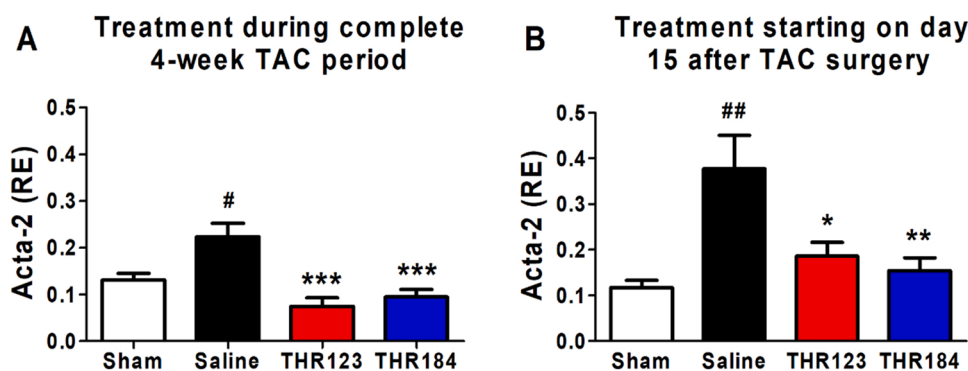 A
Treatment during complete
4-week TAC period
Acta-2 (RE)
0.5
0.4
0.3
0.2
0.1
0.0
#
***
***
Sham Saline THR123 THR184
B
Treatment starting on day
15 after TAC surgery
Acta-2 (RE)
0.5
0.4
0.3
0.2
0.1
0.0
##
*
**
Sham Saline THR123 THR184